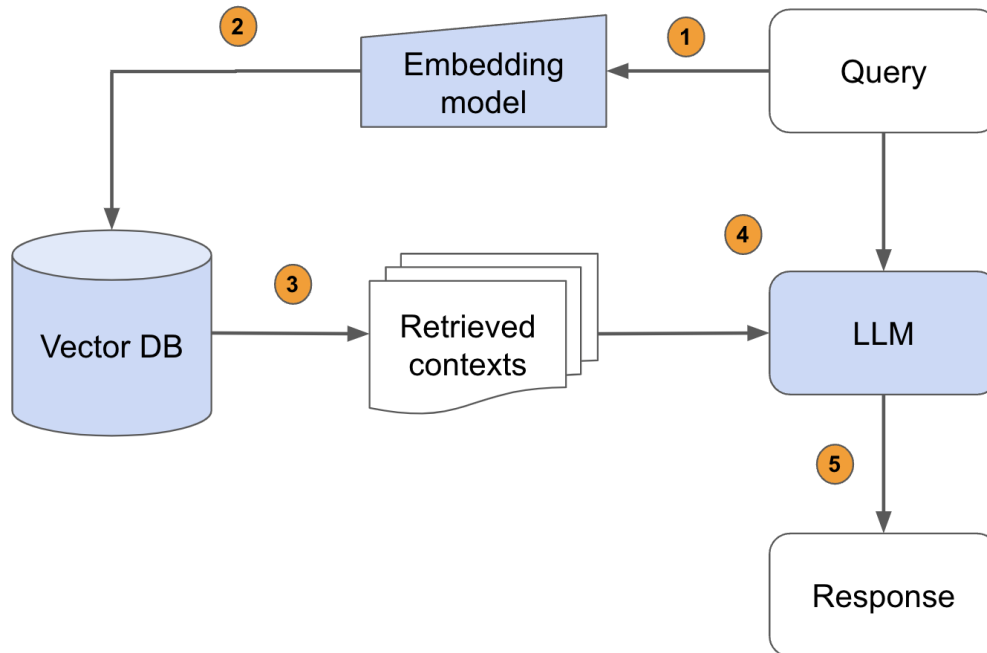 2
1
Embedding
model
Query
4
3
Vector DB
Retrieved
contexts
LLM
5
Response